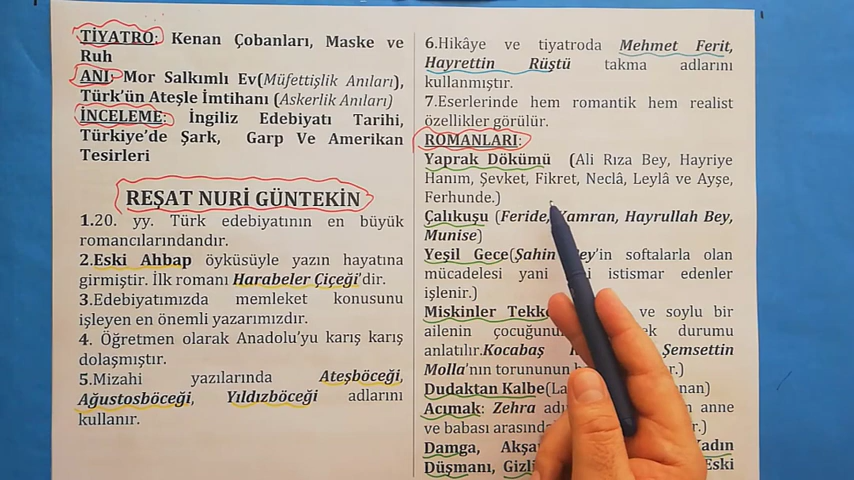 TİYATRO: Kenan Çobanları, Maske ve
Ruh
ANI: Mor Salkımlı Ev(Müfettişlik Anıları),
Türk'ün Ateşle İmtihanı (Askerlik Anıları)
İNCELEME: İngiliz Edebiyatı Tarihi,
Türkiye'de Şark, Garp Ve Amerikan
Tesirleri
REŞAT NURİ GÜNTEKİN
1.20. yy. Türk edebiyatının en büyük
romancılarındandır.
2.Eski Ahbap öyküsüyle yazın hayatına
girmiştir. İlk romanı Harabeler Çiçeği'dir.
3.Edebiyatımızda memleket konusunu
işleyen en önemli yazarımızdır.
4. Öğretmen olarak Anadolu'yu karış karış
dolaşmıştır.
5.Mizahi yazılarında Ateşböceği,
Ağustosböceği, Yıldızböceği adlarını
kullanır.
6.Hikâye ve tiyatroda Mehmet Ferit,
Hayrettin Rüştü takma adlarını
kullanmıştır.
7.Eserlerinde hem romantik hem realist
özellikler görülür.
ROMANLARI:
Yaprak Dökümü (Ali Rıza Bey, Hayriye
Hanım, Şevket, Fikret, Neclâ, Leylâ ve Ayşe,
Ferhunde.)
Çalıkuşu (Feride, Kamran, Hayrullah Bey,
Munise)
Yeşil Gece(Şahin 'in softalarla olan
mücadelesi yani istismar edenler
işlenir.)
Miskinler ve soylu bir
ailenin durumu
anlatılır.Kocabaş Şemsettin
Molla'nın torununun
Dudaktan Kalbe(
Acımak: Zehra anne
ve babası
Damga,
Düşmanı, Eski